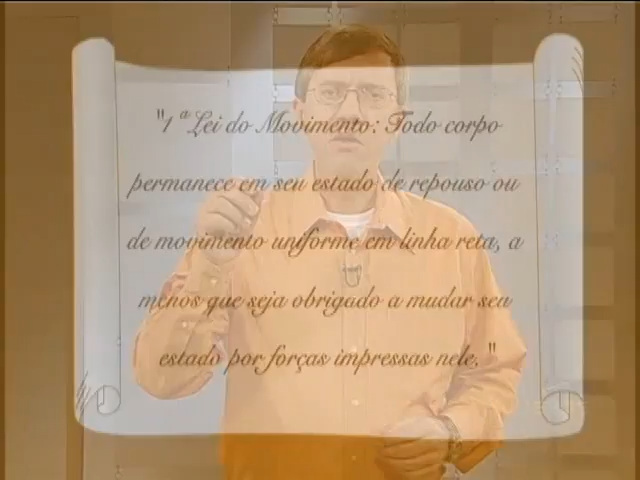 "1ª Lei do Movimento: Todo corpo
permanece em seu estado de repouso ou
de movimento uniforme em linha reta, a
menos que seja obrigado a mudar seu
estado por forças impressas nele."